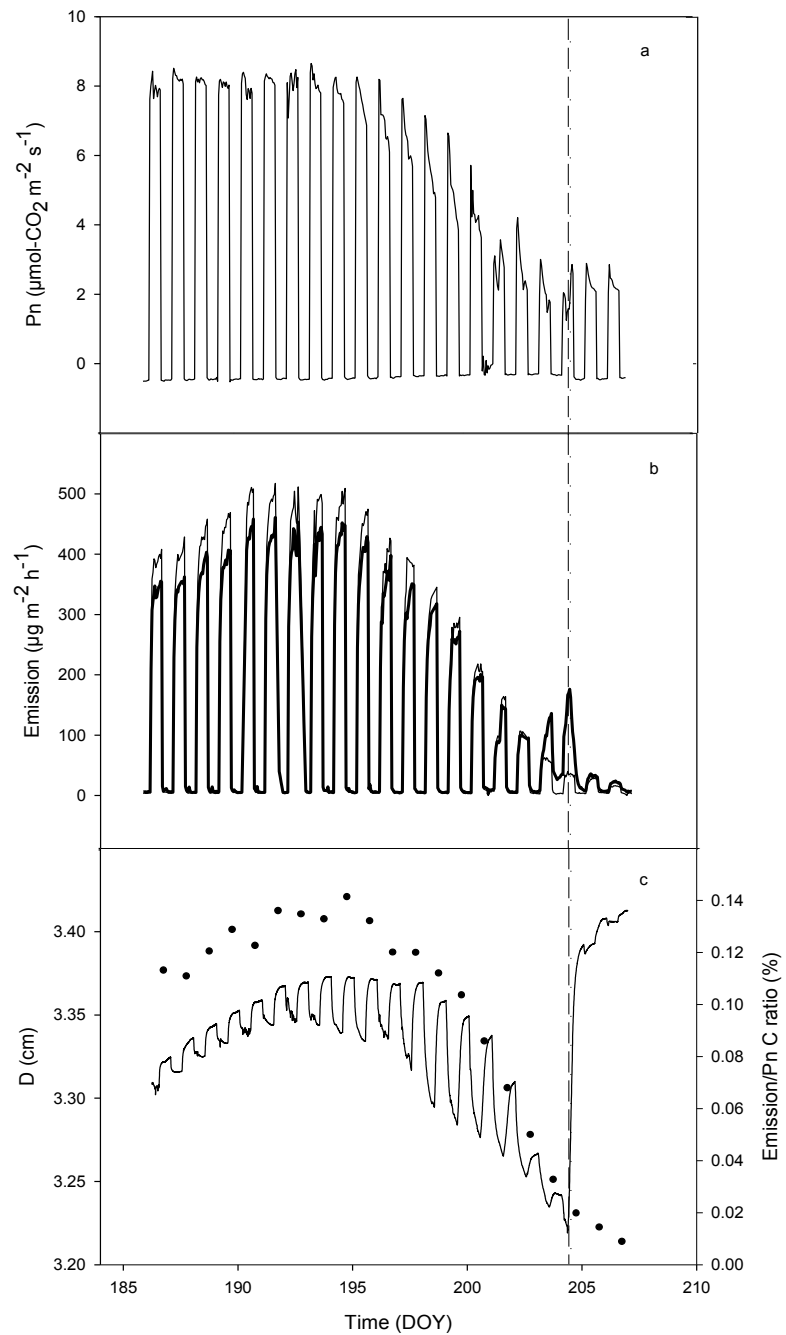 10
a
8
6
4
2
0
Pn (µmol-CO2 m-2 s-1)
b
500
400
300
200
100
0
Emission (µg m-2 h-1)
c
3.40
3.35
3.30
3.25
3.20
D (cm)
0.14
0.12
0.10
0.08
0.06
0.04
0.02
0.00
Emission/Pn C ratio (%)
185 190 195 200 205 210
Time (DOY)